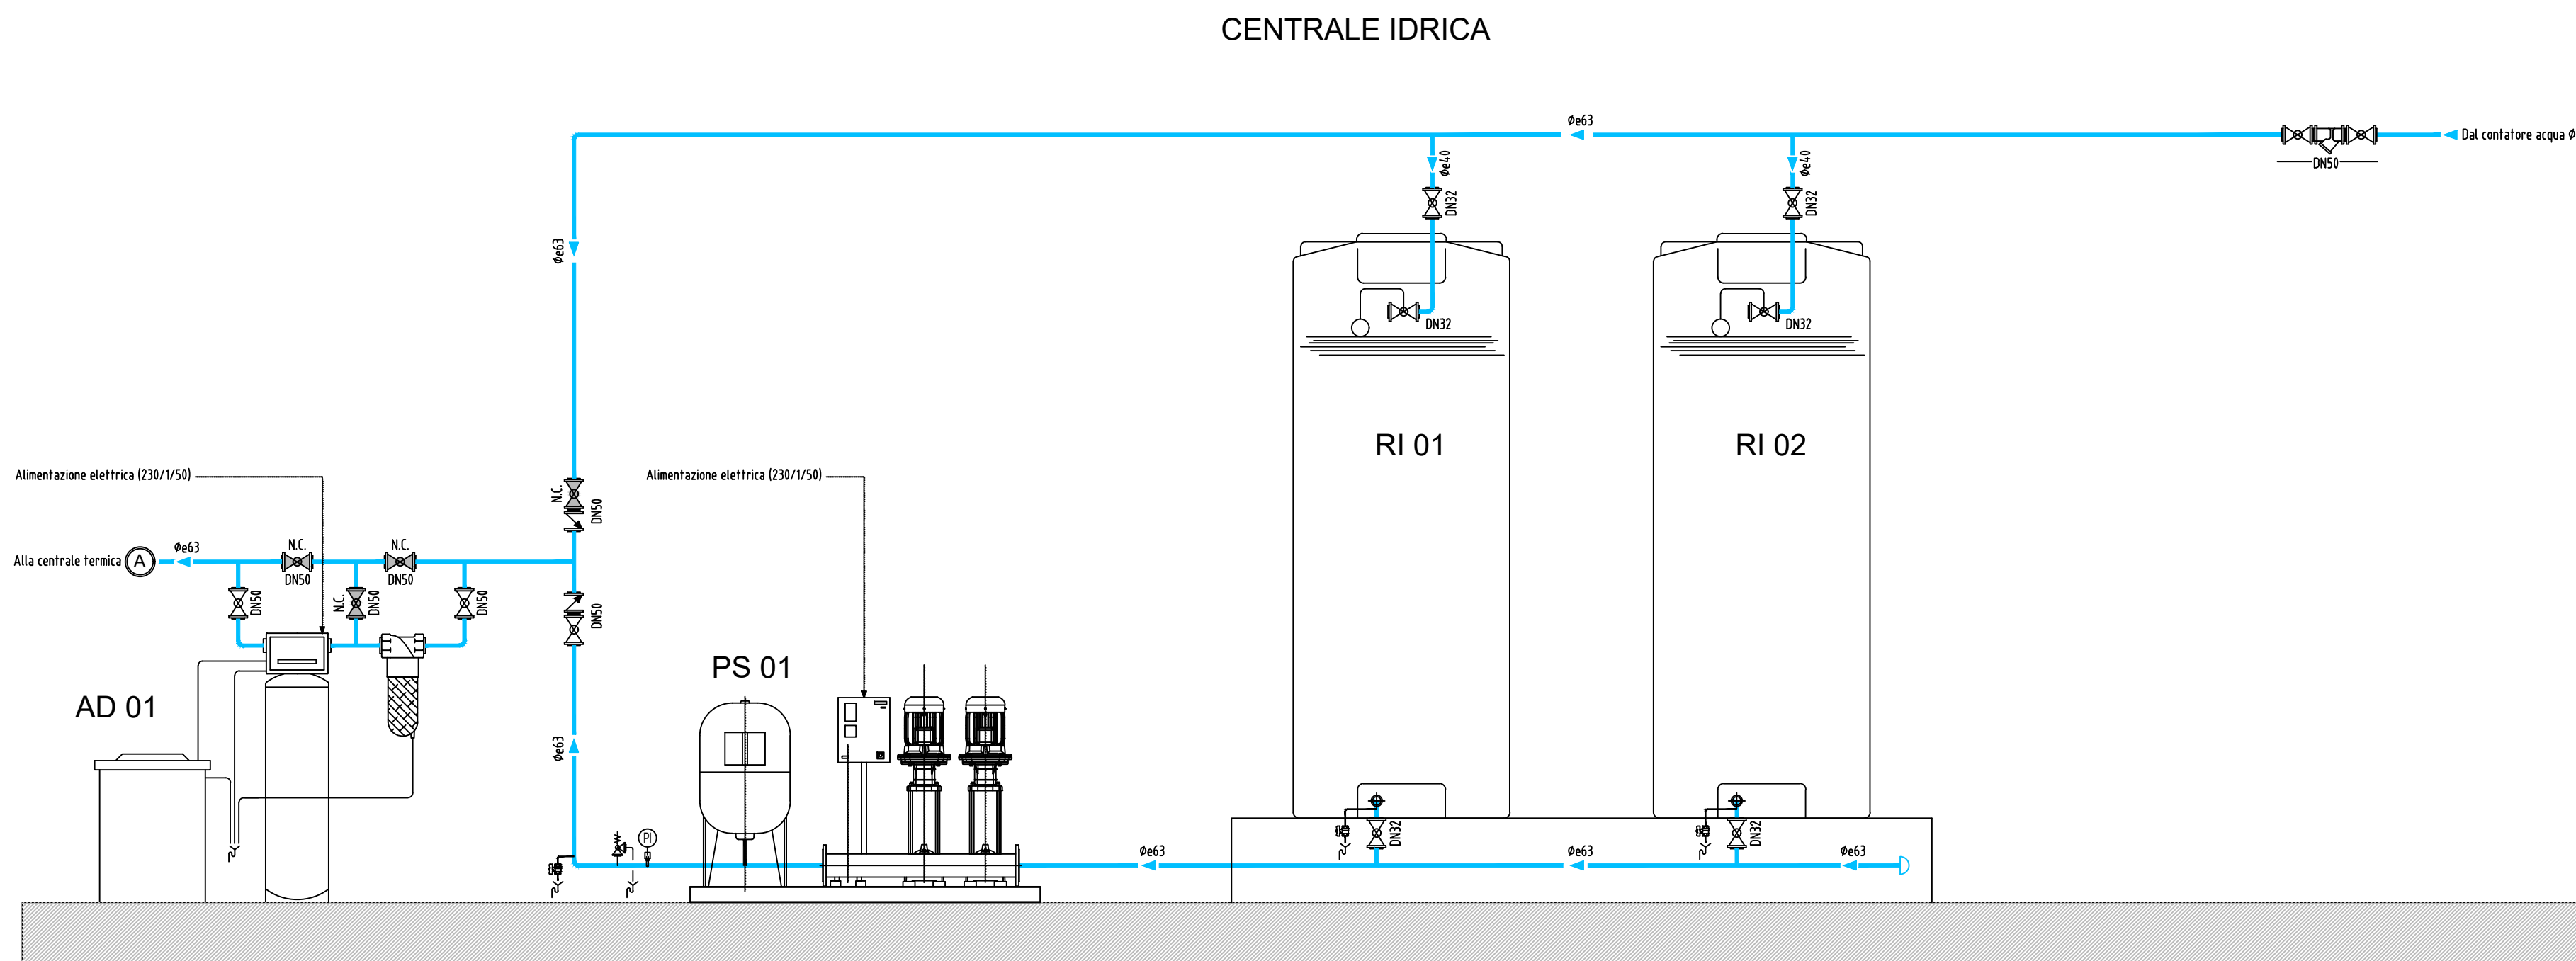 CENTRALE IDRICA
Øe63
Dal contatore acqua Ø
DN50
Øe40
Øe40
DN32
DN32
Øe63
DN32
DN32
RI 01
RI 02
Alimentazione elettrica (230/1/50)
Alimentazione elettrica (230/1/50)
N.C.
DN50
Alla centrale termica
A
Øe63
N.C.
DN50
N.C.
DN50
DN50
N.C.
DN50
DN50
DN50
PS 01
AD 01
Øe63
PI
DN32
DN32
Øe63
Øe63
Øe63